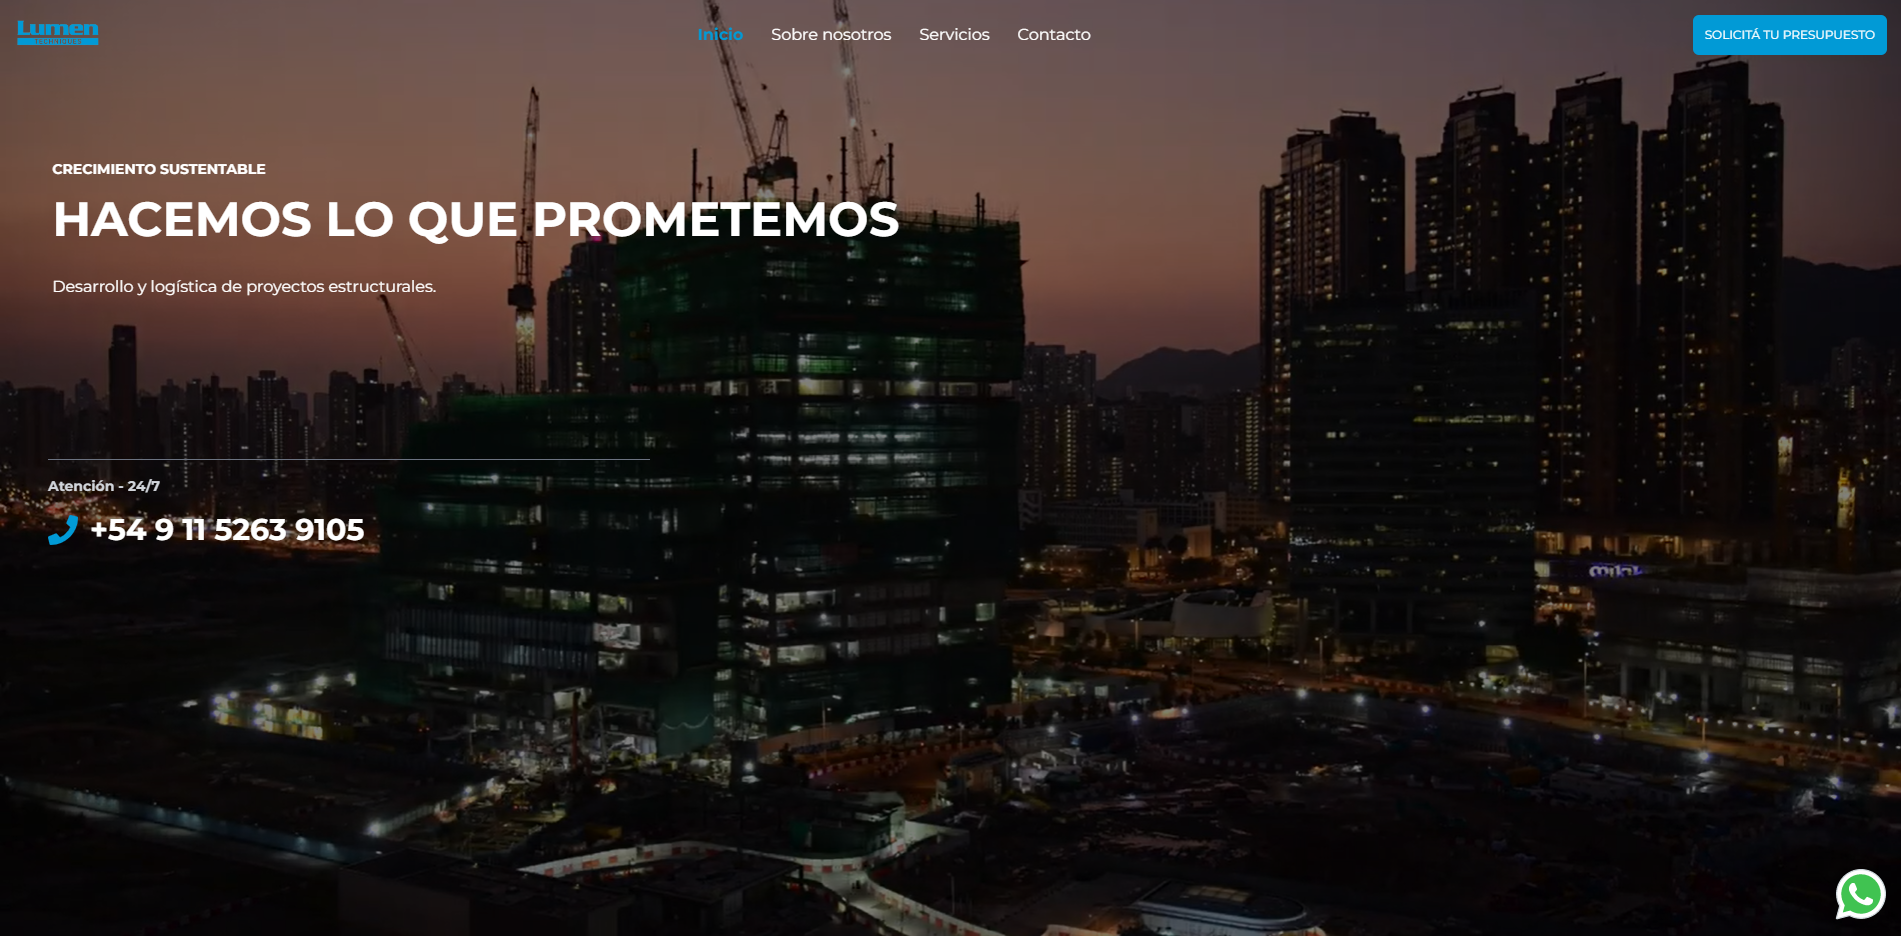 Lumen
Inicio
Sobre nosotros
Servicios
Contacto
SOLICITÁ TU PRESUPUESTO
CRECIMIENTO SUSTENTABLE
HACEMOS LO QUE PROMETEMOS
Desarrollo y logística de proyectos estructurales.
Atención - 24/7
+54 9 11 5263 9105